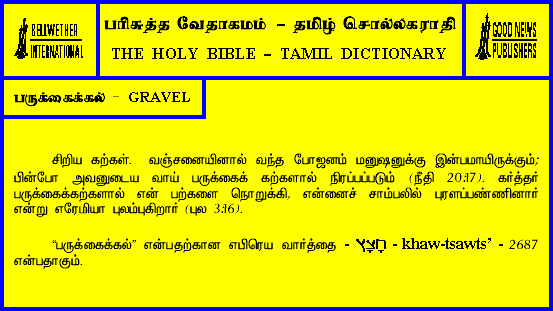 BELLWETHER
INTERNATIONAL
பரிசுத்த வேதாகமம் – தமிழ் சொல்லகராதி
THE HOLY BIBLE – TAMIL DICTIONARY
GOOD NEWS
PUBLISHERS
பருக்கைக்கல் – GRAVEL
சிறிய கற்கள். வஞ்சனையினால் வந்த போஜனம் மனுஷனுக்கு இன்பமாயிருக்கும்;
பின்போ அவனுடைய வாய் பருக்கைக் கற்களால் நிரப்பப்படும் (நீதி 20:17). கர்த்தர்
பருக்கைக்கற்களால் என் பற்களை நொறுக்கி, என்னைச் சாம்பலில் புரளப்பண்ணினார்
என்று எரேமியா புலம்புகிறார் (புல 3:16).
“பருக்கைக்கல்” என்பதற்கான எபிரெய வார்த்தை - חָצָץ - khaw-tsawts’ - 2687
என்பதாகும்.